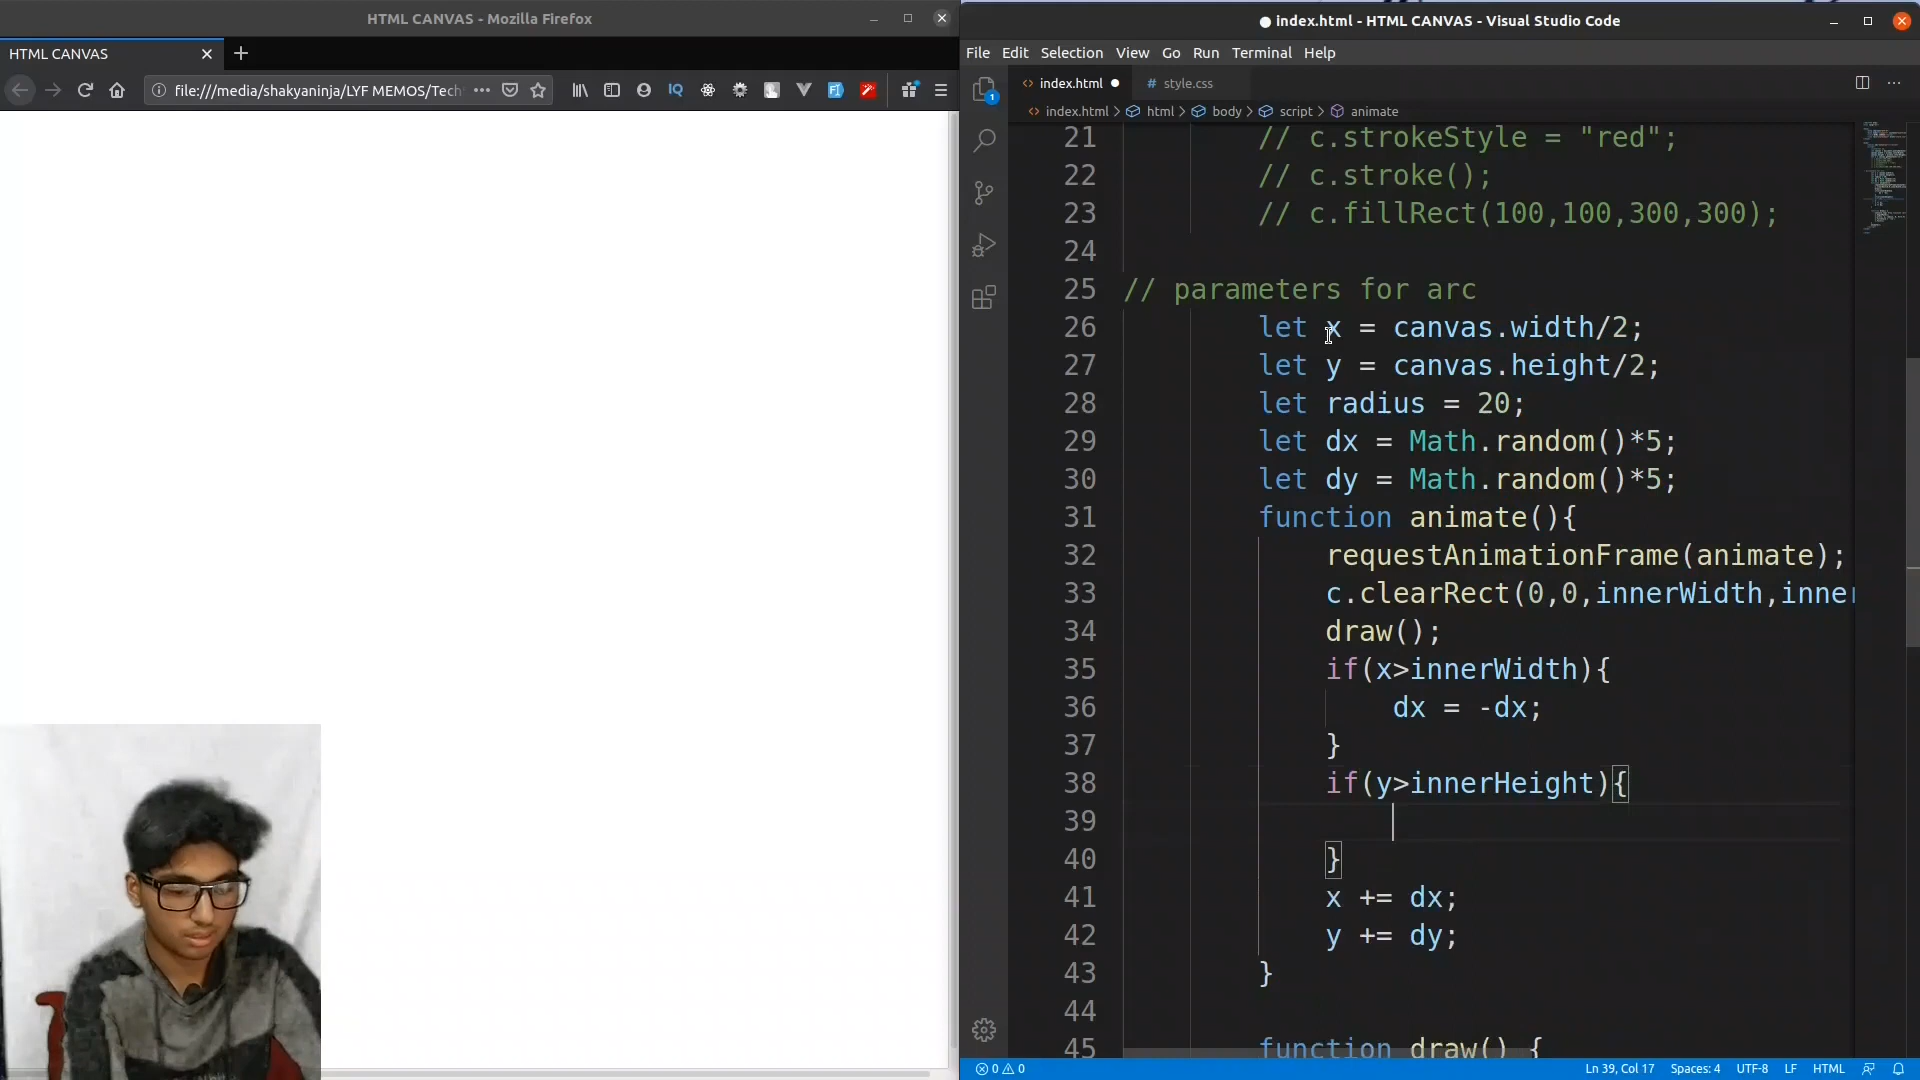 HTML CANVAS - Mozilla Firefox
HTML CANVAS
file:///media/shakyaninja/LYF MEMOS/Tech
index.html - HTML CANVAS - Visual Studio Code
File Edit Selection View Go Run Terminal Help
index.html
# style.css
index.html > html > body > script > animate
21 // c.strokeStyle = "red";
22 // c.stroke();
23 // c.fillRect(100,100,300,300);
24
25 // parameters for arc
26 let x = canvas.width/2;
27 let y = canvas.height/2;
28 let radius = 20;
29 let dx = Math.random()*5;
30 let dy = Math.random()*5;
31 function animate(){
32 requestAnimationFrame(animate);
33 c.clearRect(0,0,innerWidth,inner
34 draw();
35 if(x>innerWidth){
36 dx = -dx;
37 }
38 if(y>innerHeight){
39
40 }
41 x += dx;
42 y += dy;
43 }
44
45 function draw() {
0 0
Ln 39, Col 17 Spaces: 4 UTF-8 LF HTML